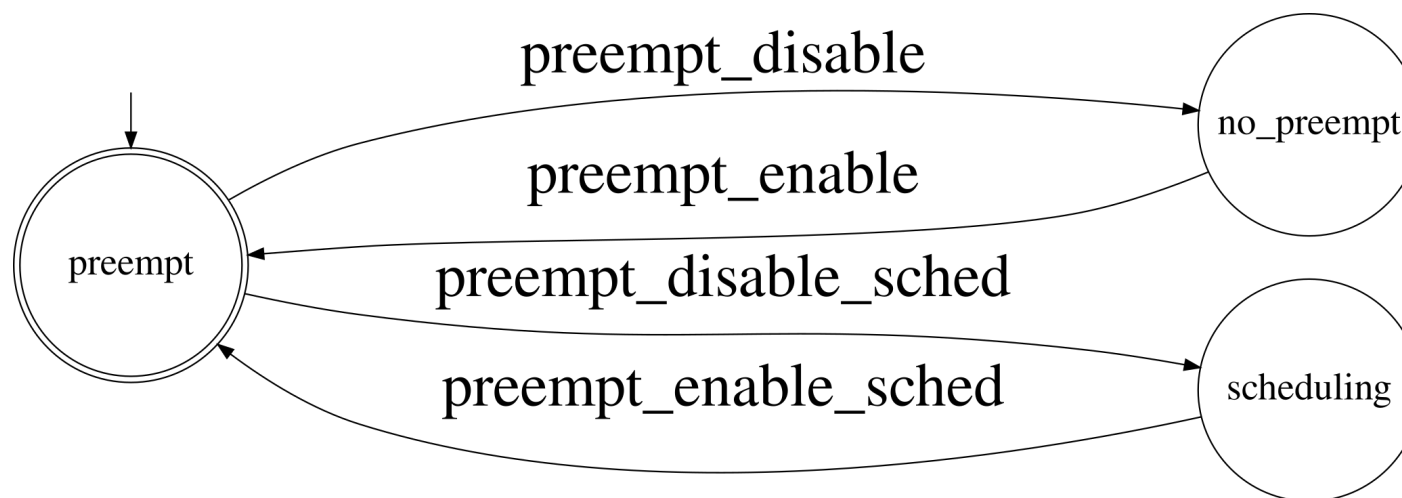 preempt_disable
no_preempt
preempt_enable
preempt
preempt_disable_sched
preempt_enable_sched
scheduling